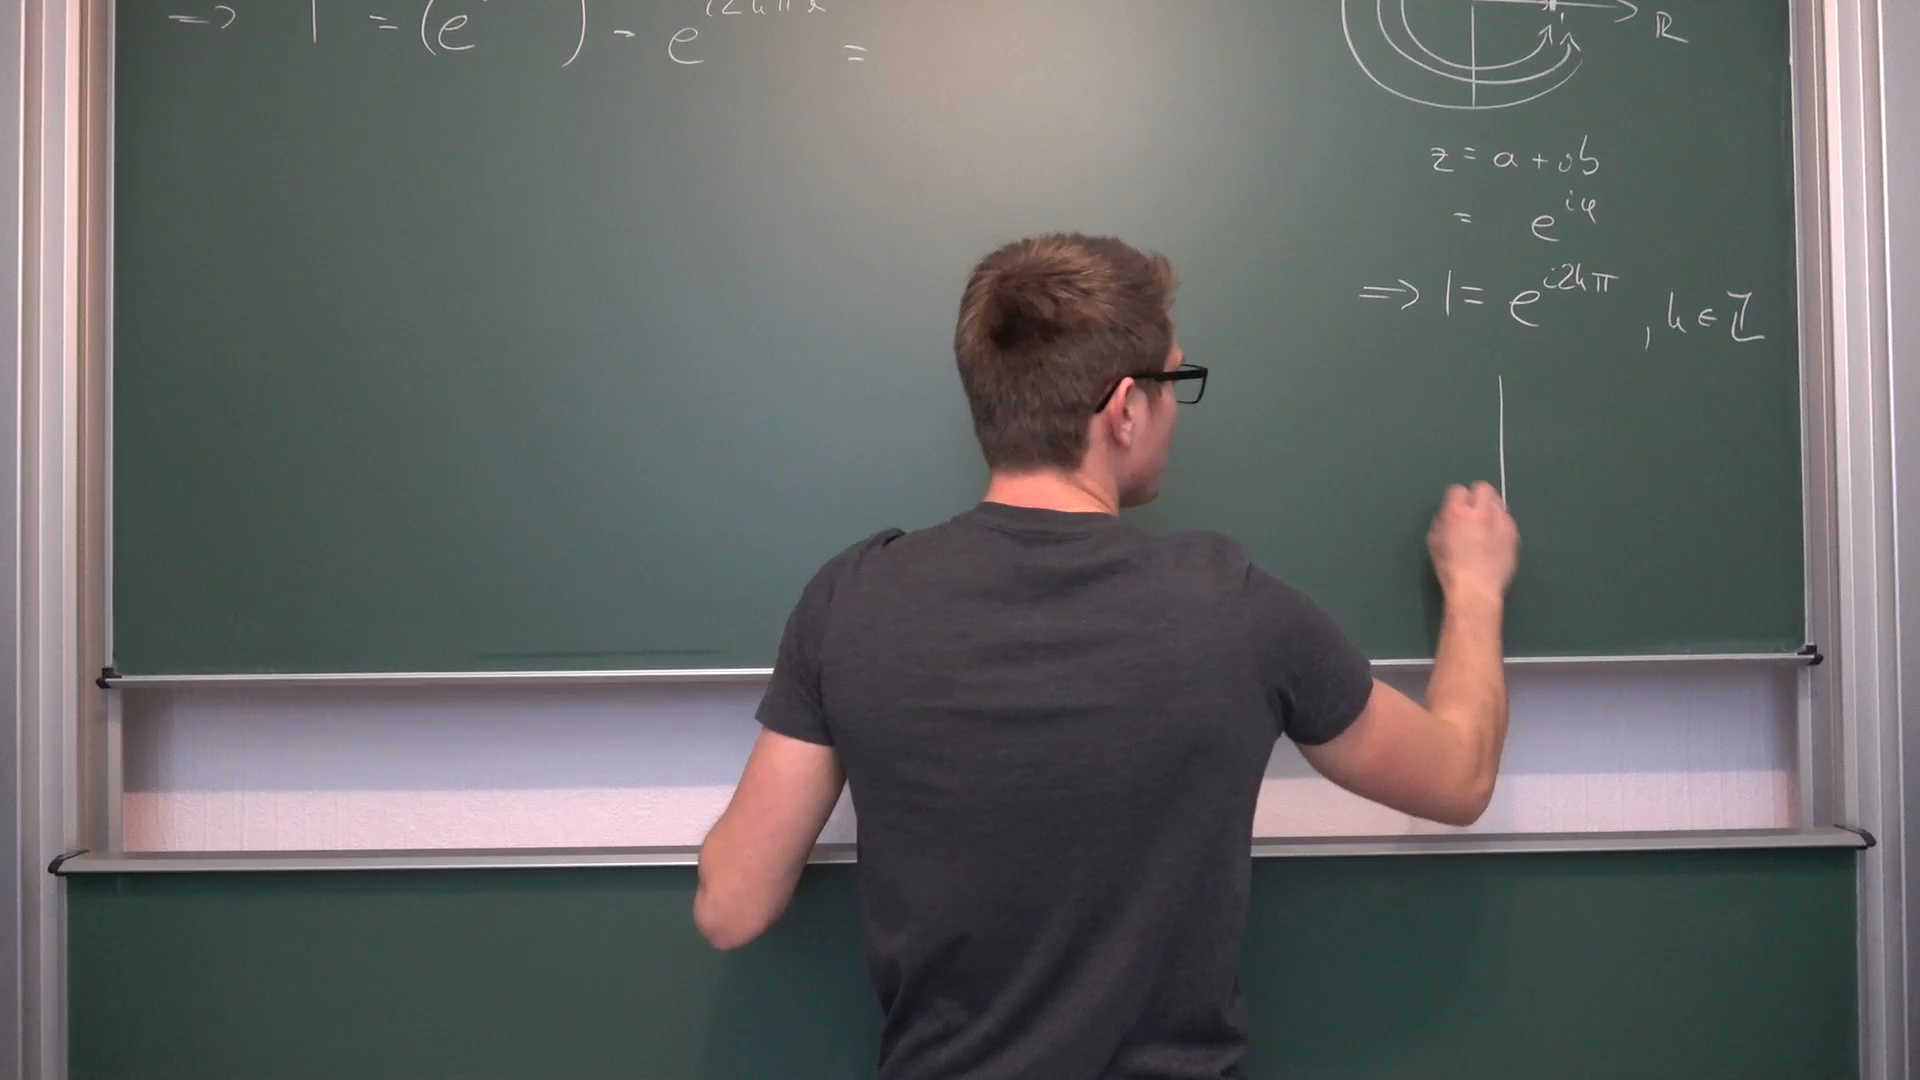 => 1 = (e ) = e^{i2kπx} =
ℝ
z = a + ib
= e^{iφ}
=> 1 = e^{i2kπ} , k ∈ ℤ